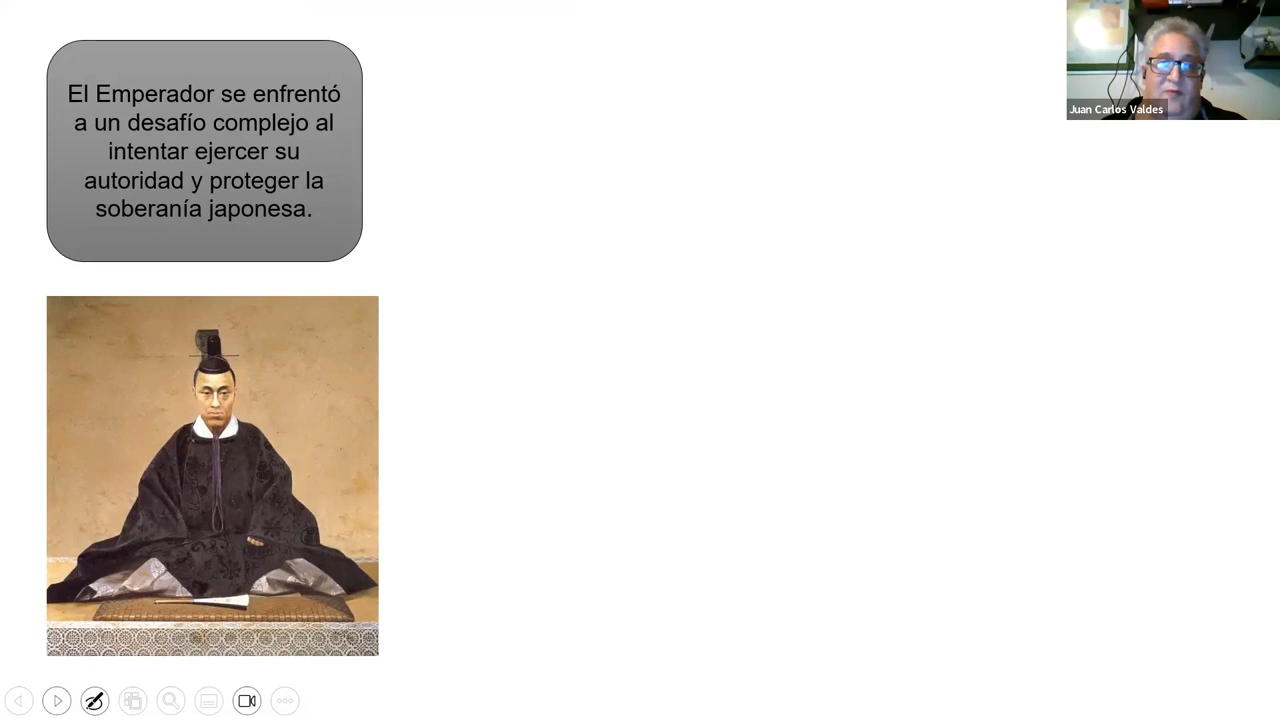 El Emperador se enfrentó
a un desafío complejo al
intentar ejercer su
autoridad y proteger la
soberanía japonesa.
Juan Carlos Valdes